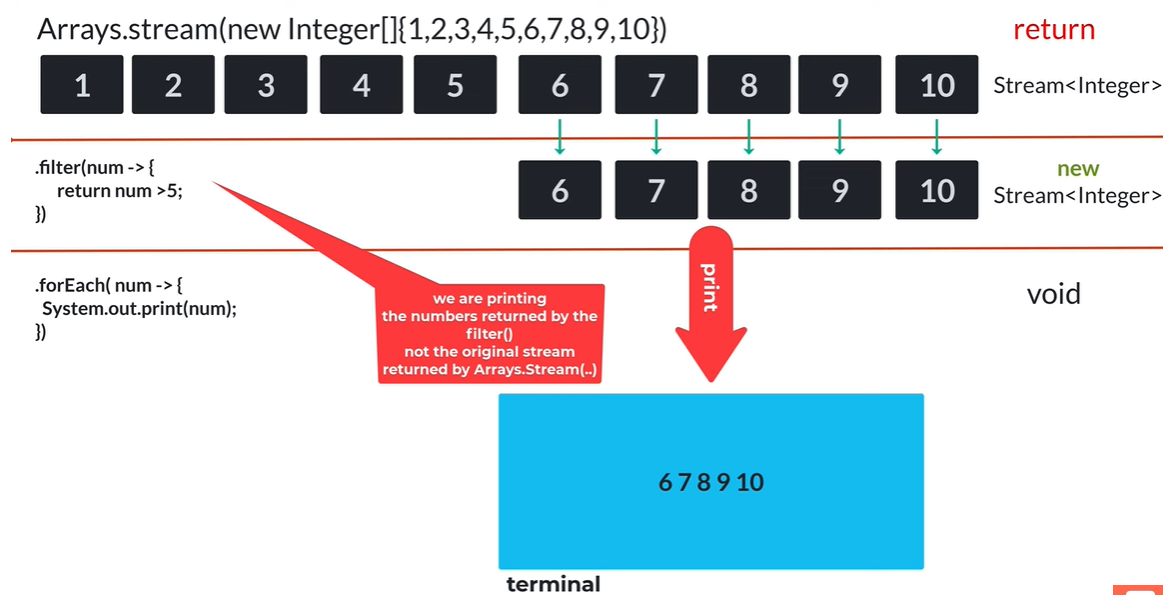 Arrays.stream(new Integer[]{1,2,3,4,5,6,7,8,9,10})
return
1 2 3 4 5 6 7 8 9 10
Stream<Integer>
.filter(num -> {
return num >5;
})
6 7 8 9 10
new
Stream<Integer>
.forEach( num -> {
System.out.print(num);
})
we are printing
the numbers returned by the
filter()
not the original stream
returned by Arrays.Stream(..)
print
void
6 7 8 9 10
terminal